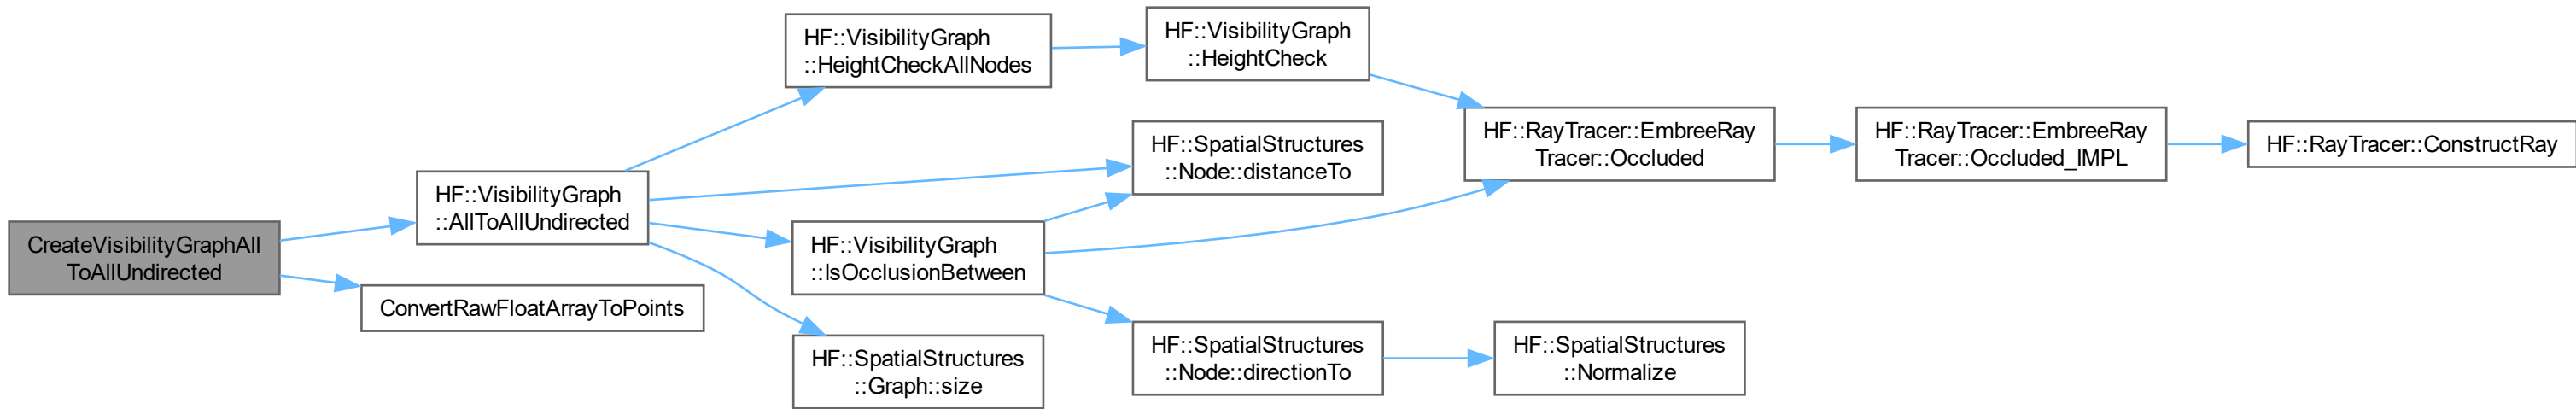 CreateVisibilityGraphAll
ToAllUndirected
HF::VisibilityGraph
::AllToAllUndirected
ConvertRawFloatArrayToPoints
HF::VisibilityGraph
::HeightCheckAllNodes
HF::VisibilityGraph
::IsOcclusionBetween
HF::SpatialStructures
::Graph::size
HF::VisibilityGraph
::HeightCheck
HF::SpatialStructures
::Node::distanceTo
HF::SpatialStructures
::Node::directionTo
HF::RayTracer::EmbreeRay
Tracer::Occluded
HF::SpatialStructures
::Normalize
HF::RayTracer::EmbreeRay
Tracer::Occluded_IMPL
HF::RayTracer::ConstructRay